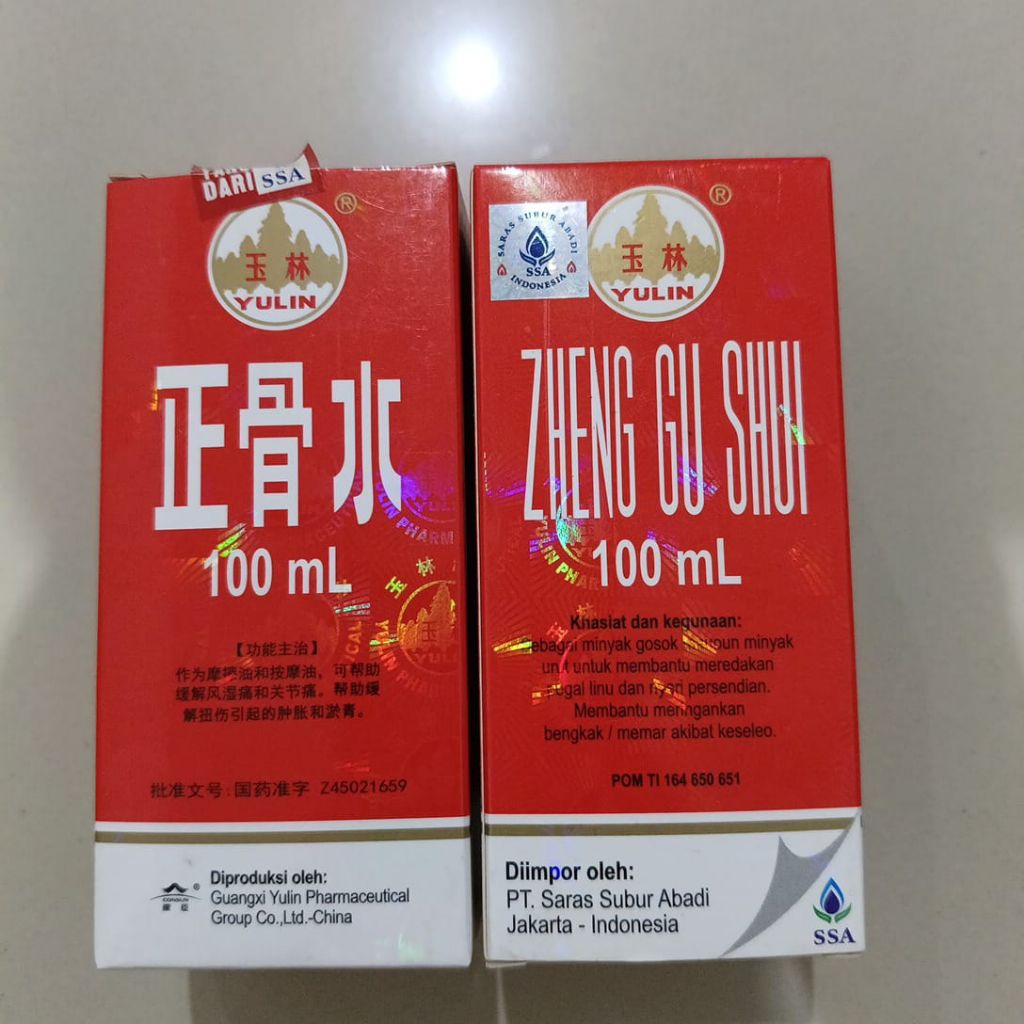 DARI SSA
®
玉林
YULIN
正骨水
100 mL
【功能主治】
作为摩擦油和按摩油，可帮助
缓解风湿痛和关节痛。帮助缓
解扭伤引起的肿胀和淤青。
批准文号:国药准字 Z45021659
Diproduksi oleh:
Guangxi Yulin Pharmaceutical
Group Co.,Ltd.-China
SARAS SUBUR ABADI
SSA
INDONESIA
®
玉林
YULIN
ZHENG GU SHUI
100 mL
Khasiat dan kegunaan:
Sebagai minyak gosok minyak
untuk membantu meredakan
pegal linu dan nyeri persendian.
Membantu meringankan
bengkak / memar akibat keseleo.
POM TI 164 650 651
Diimpor oleh:
PT. Saras Subur Abadi
Jakarta - Indonesia
SSA